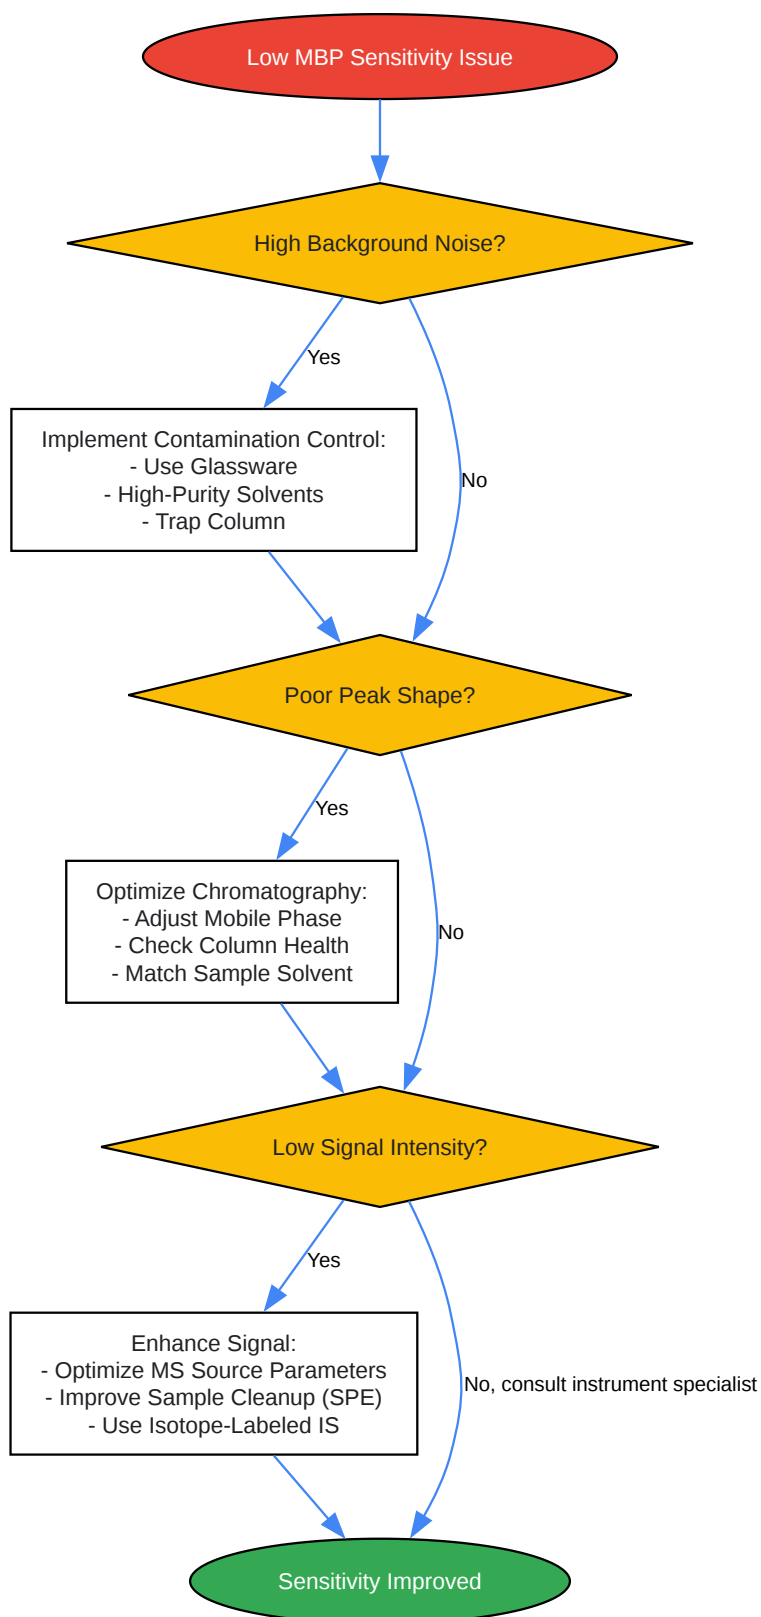 Low MBP Sensitivity Issue
High Background Noise?
Yes
Implement Contamination Control:
- Use Glassware
- High-Purity Solvents
- Trap Column
No
Poor Peak Shape?
Yes
Optimize Chromatography:
- Adjust Mobile Phase
- Check Column Health
- Match Sample Solvent
No
Low Signal Intensity?
Yes
Enhance Signal:
- Optimize MS Source Parameters
- Improve Sample Cleanup (SPE)
- Use Isotope-Labeled IS
No, consult instrument specialist
Sensitivity Improved